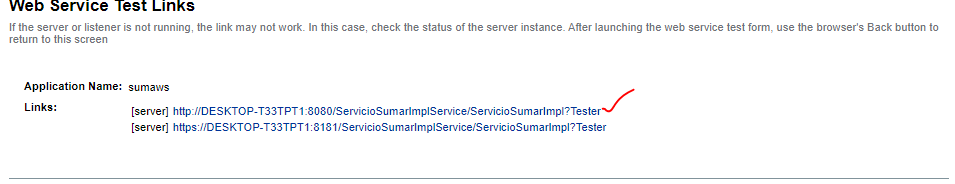 Web Service Test Links
If the server or listener is not running, the link may not work. In this case, check the status of the server instance. After launching the web service test form, use the browser's Back button to
return to this screen
Application Name: sumaws
Links:
[server] http://DESKTOP-T33TPT1:8080/ServicioSumarImplService/ServicioSumarImpl?Tester
[server] https://DESKTOP-T33TPT1:8181/ServicioSumarImplService/ServicioSumarImpl?Tester